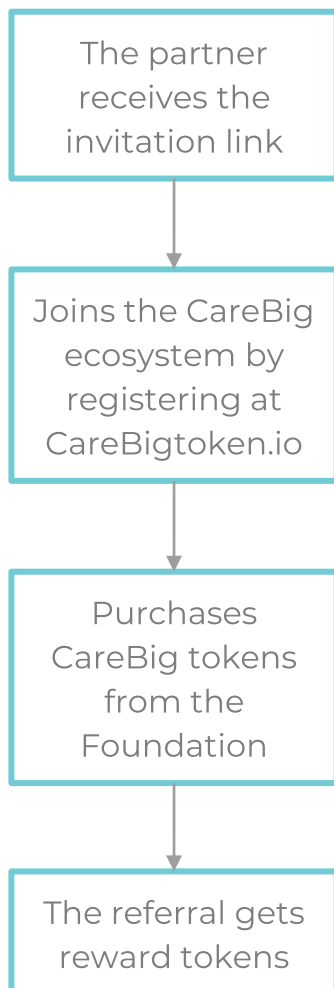 The partner
receives the
invitation link
Joins the CareBig
ecosystem by
registering at
CareBigtoken.io
Purchases
CareBig tokens
from the
Foundation
The referral gets
reward tokens